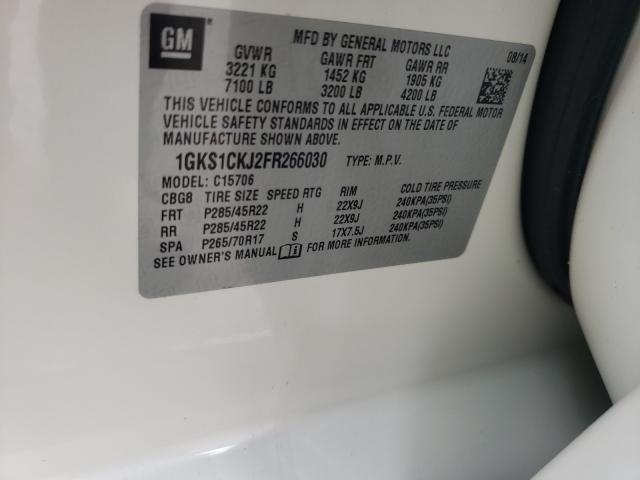 GM
MFD BY GENERAL MOTORS LLC 08/14
GVWR GAWR FRT GAWR RR
3221 KG 1452 KG 1905 KG
7100 LB 3200 LB 4200 LB
THIS VEHICLE CONFORMS TO ALL APPLICABLE U.S. FEDERAL MOTOR
VEHICLE SAFETY STANDARDS IN EFFECT ON THE DATE OF
MANUFACTURE SHOWN ABOVE.
1GKS1CKJ2FR266030 TYPE: M.P.V.
MODEL: C15706
CBG8 TIRE SIZE SPEED RTG RIM COLD TIRE PRESSURE
FRT P285/45R22 H 22X9J 240KPA(35PSI)
RR P285/45R22 H 22X9J 240KPA(35PSI)
SPA P265/70R17 S 17X7.5J 240KPA(35PSI)
SEE OWNER'S MANUAL FOR MORE INFORMATION.